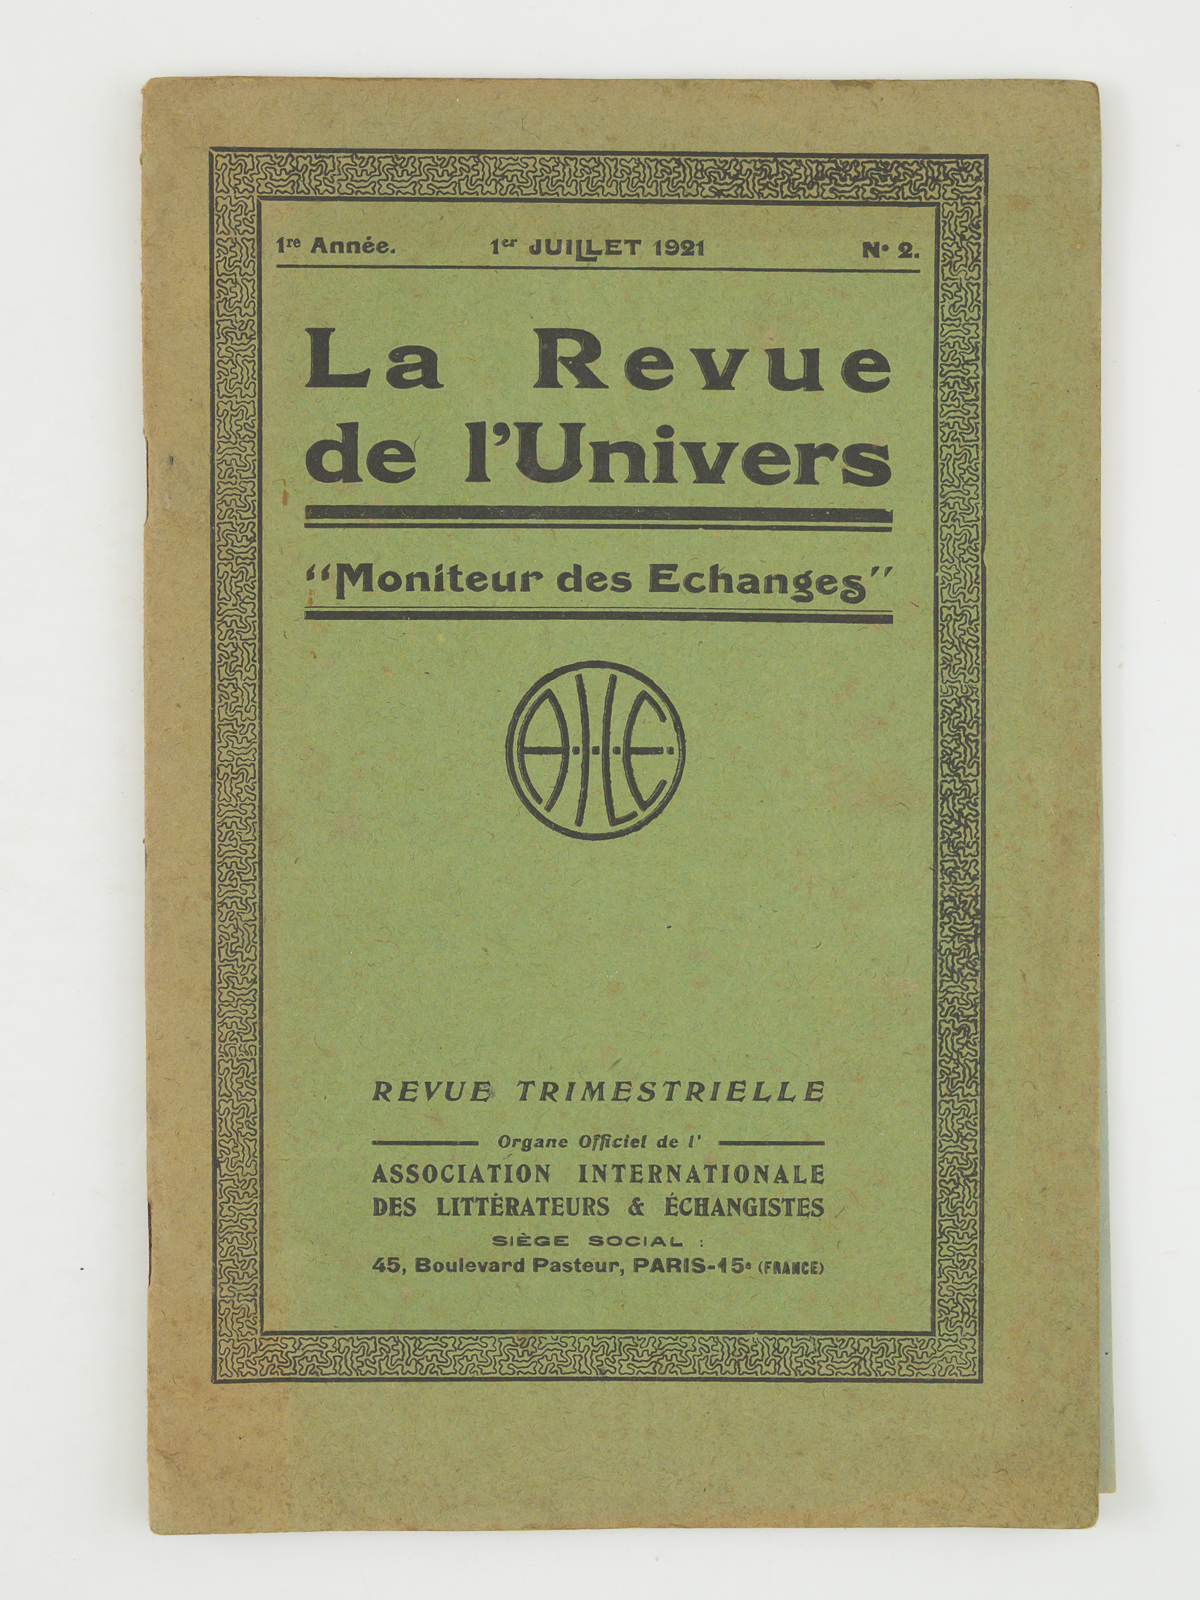 1re Année. 1er JUILLET 1921 No 2.
La Revue
de l'Univers
"Moniteur des Echanges"
A·I·L·E·
REVUE TRIMESTRIELLE
Organe Officiel de l'
ASSOCIATION INTERNATIONALE
DES LITTÉRATEURS & ÉCHANGISTES
SIÈGE SOCIAL :
45, Boulevard Pasteur, PARIS-15e (FRANCE)